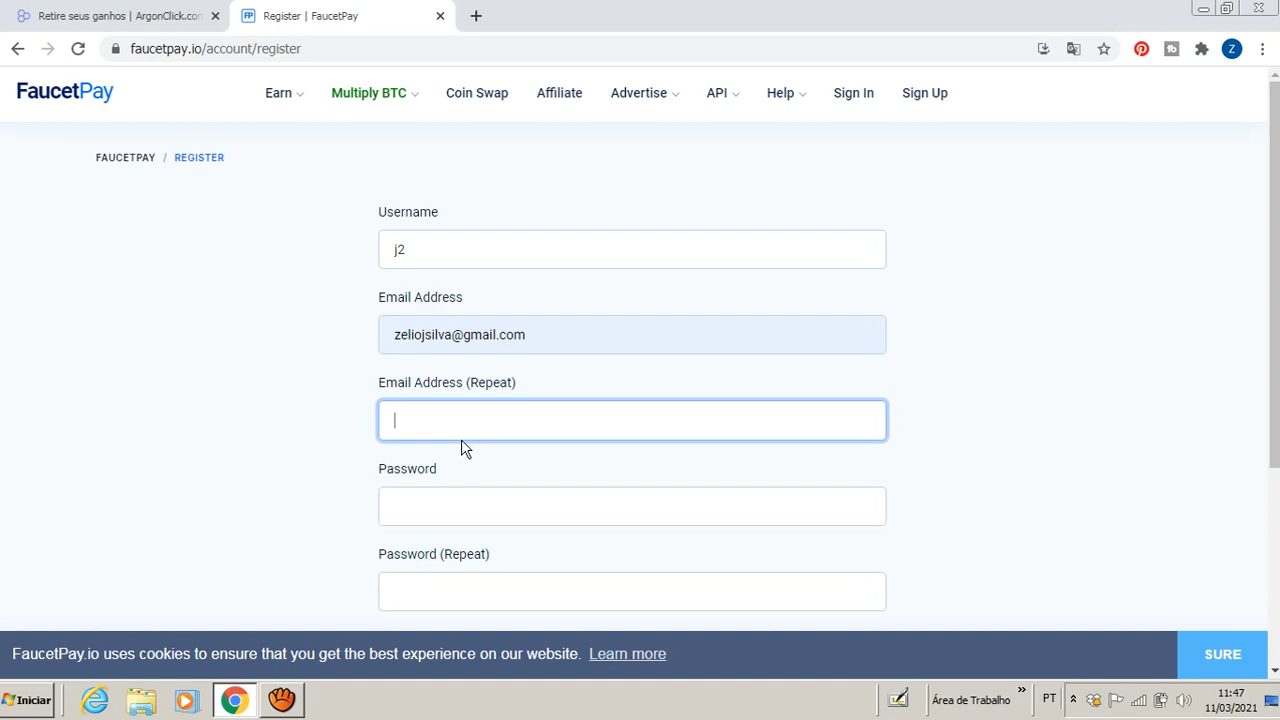 Retire seus ganhos | ArgonClick.con
Register | FaucetPay
faucetpay.io/account/register
Z
FaucetPay
Earn
Multiply BTC
Coin Swap
Affiliate
Advertise
API
Help
Sign In
Sign Up
FAUCETPAY / REGISTER
Username
j2
Email Address
zeliojsilva@gmail.com
Email Address (Repeat)
Password
Password (Repeat)
FaucetPay.io uses cookies to ensure that you get the best experience on our website. Learn more
SURE
Iniciar
Área de Trabalho
PT
11:47
11/03/2021